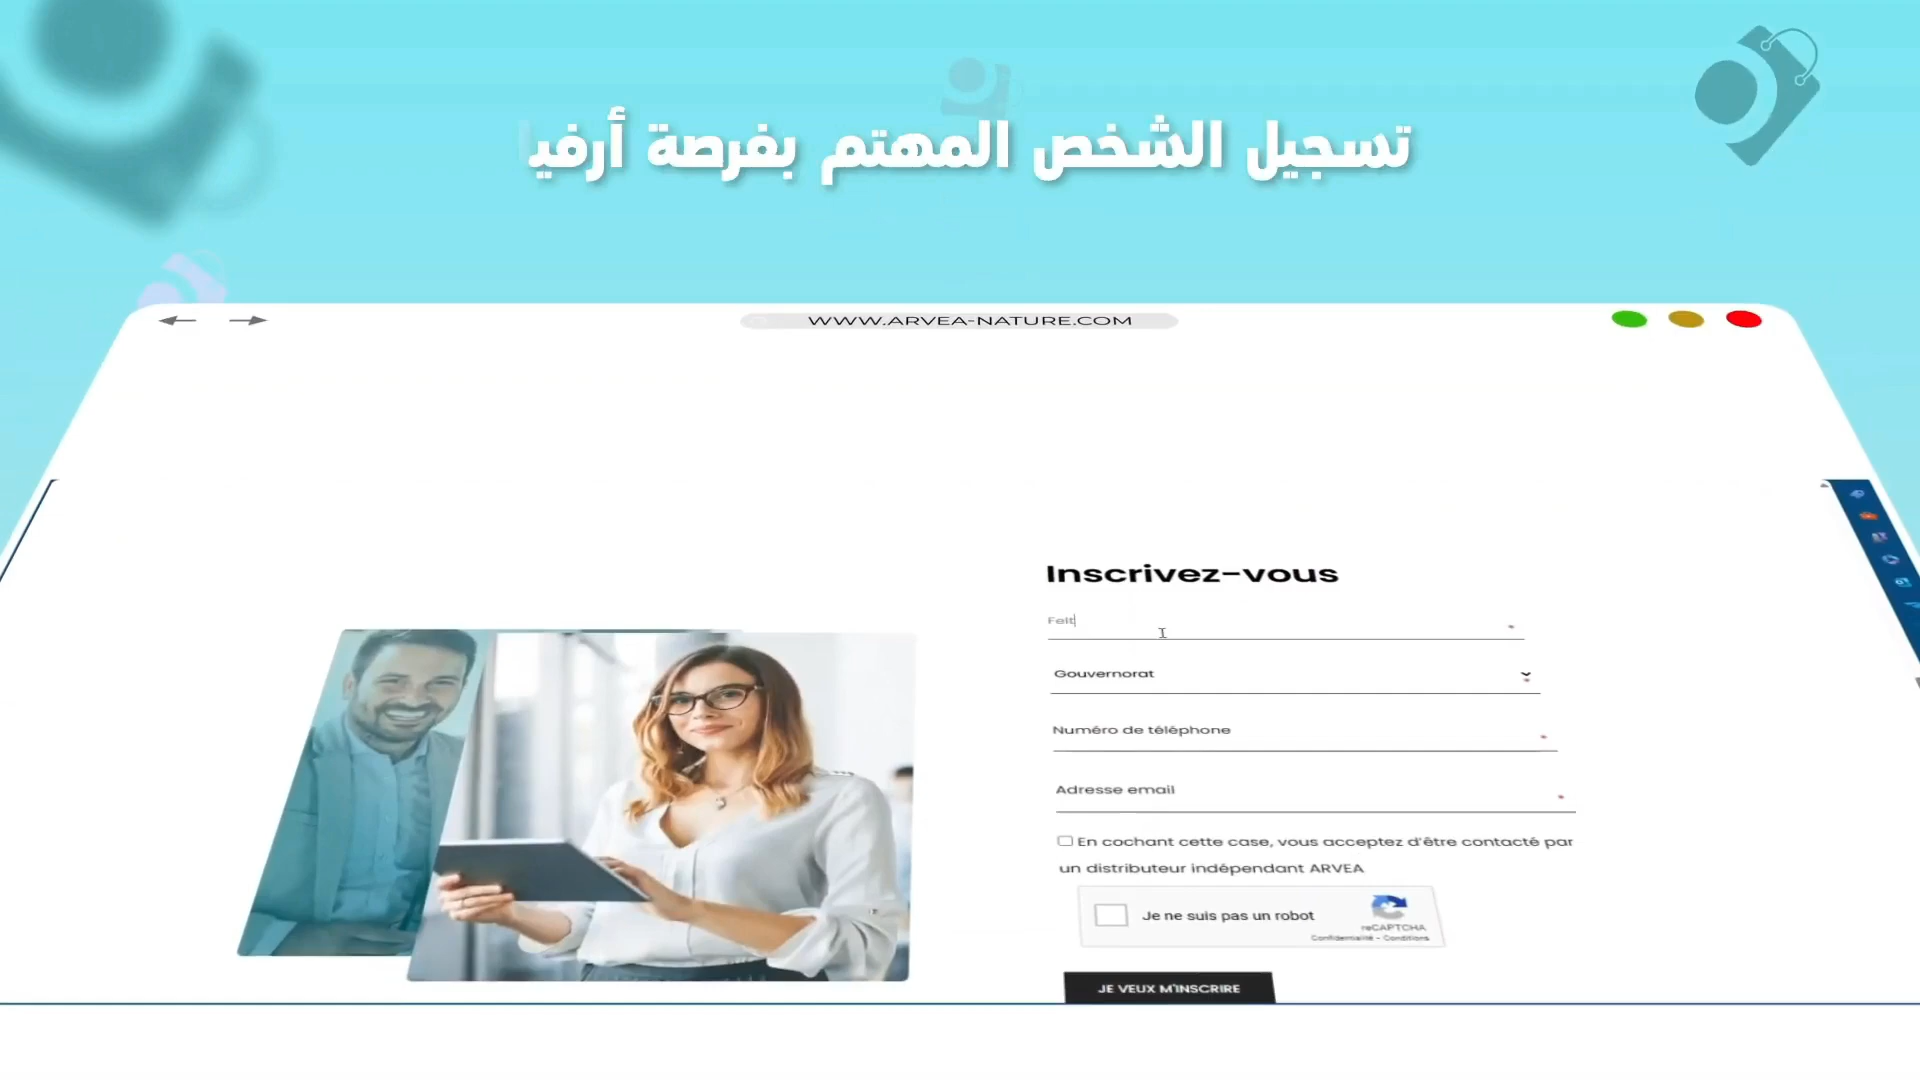 تسجيل الشخص المهتم بفرصة أرفيا
WWW.ARVEA-NATURE.COM
Inscrivez-vous
Felt
Gouvernorat
Numéro de téléphone
Adresse email
En cochant cette case, vous acceptez d'être contacté par
un distributeur indépendant ARVEA
Je ne suis pas un robot
reCAPTCHA
Confidentialité - Conditions
JE VEUX M'INSCRIRE